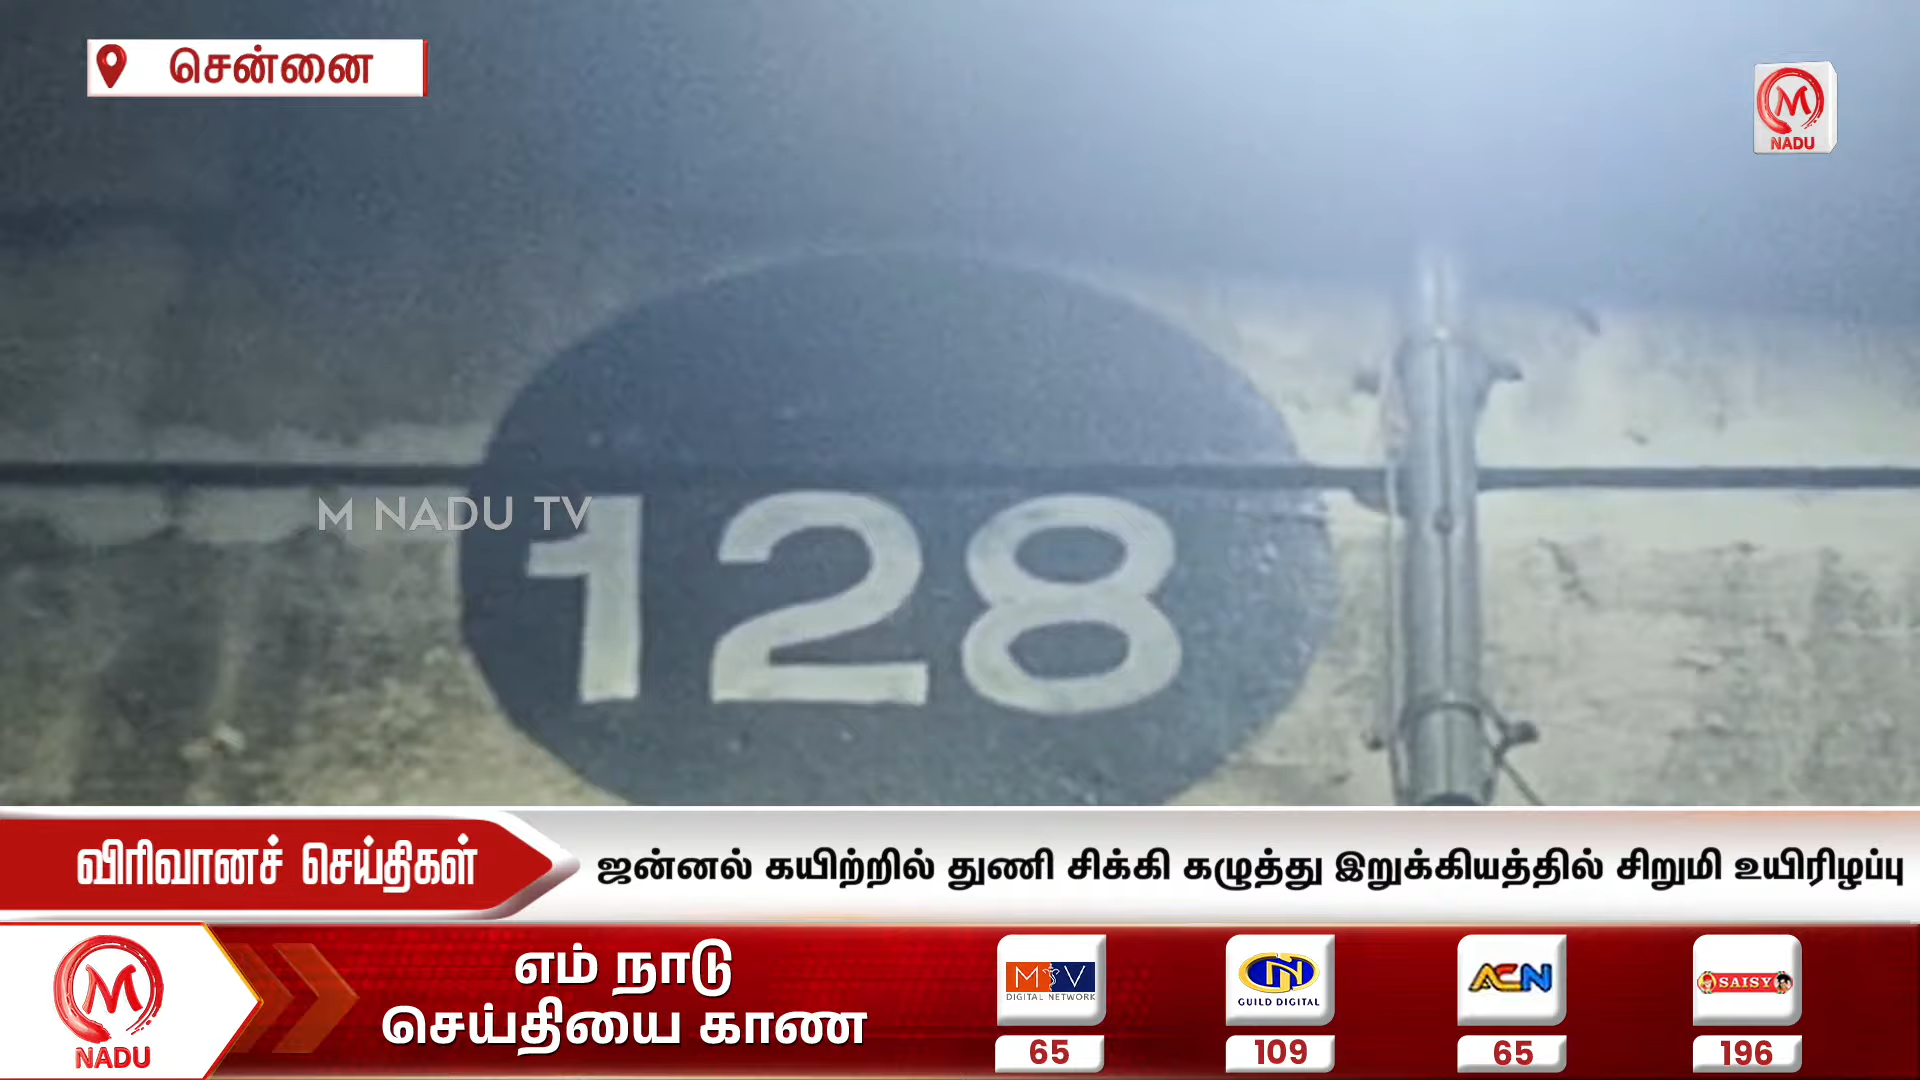 சென்னை
M
NADU
M NADU TV
128
விரிவானச் செய்திகள்
ஜன்னல் கயிற்றில் துணி சிக்கி கழுத்து இறுக்கியத்தில் சிறுமி உயிரிழப்பு
M
NADU
எம் நாடு
செய்தியை காண
M V
DIGITAL NETWORK
65
GUILD DIGITAL
109
ACN
65
SAISY
196